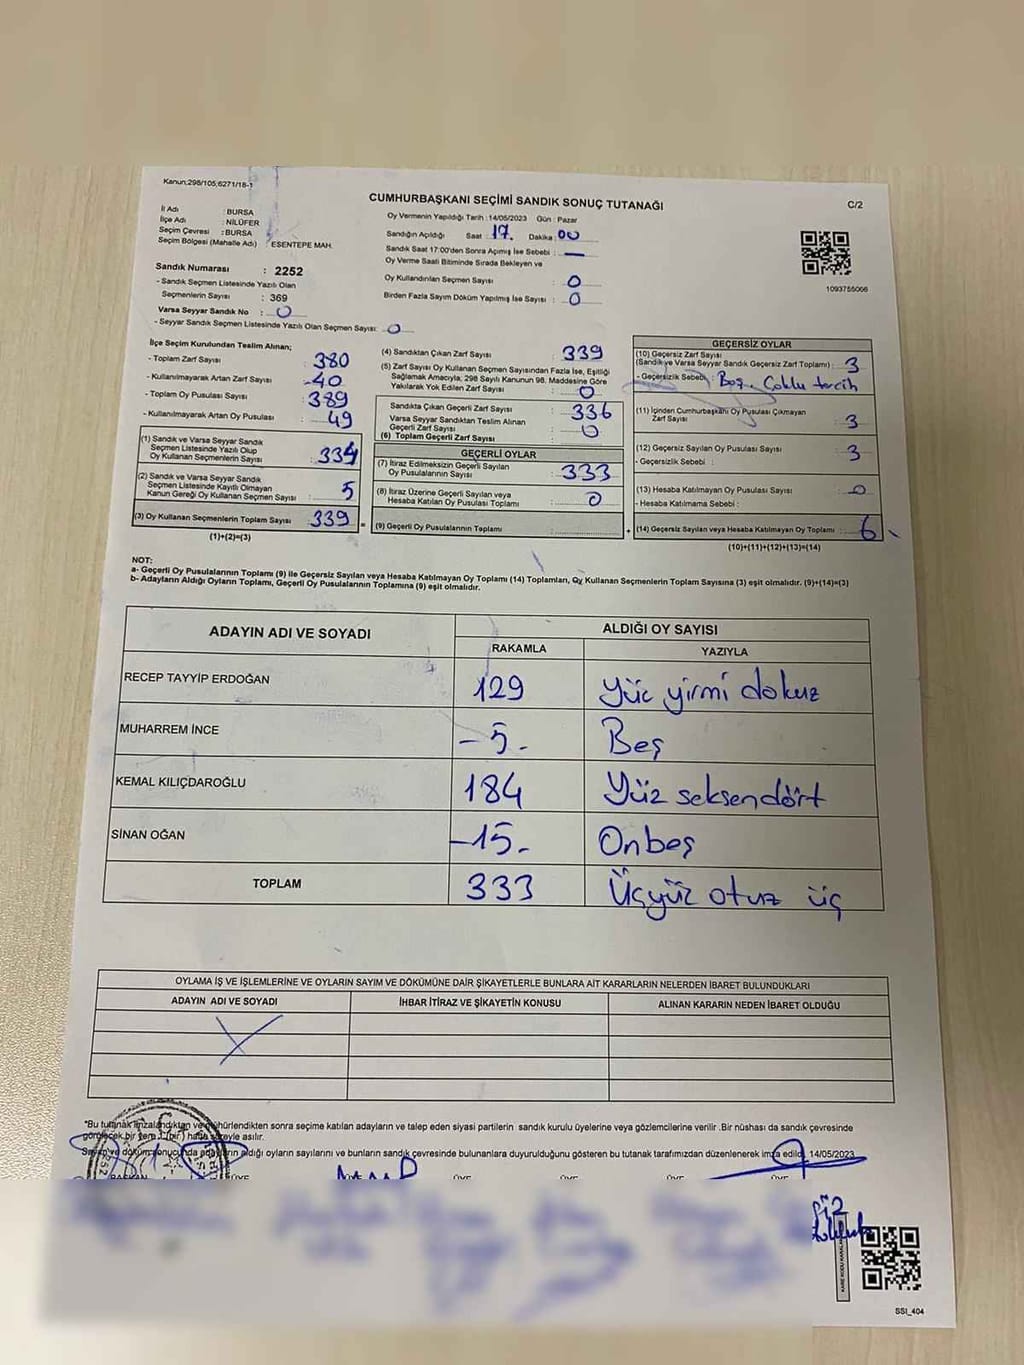 Kanun:298/105;6271/18-1
CUMHURBAŞKANI SEÇİMİ SANDIK SONUÇ TUTANAĞI
C/2
İl Adı : BURSA
İlçe Adı : NİLÜFER
Seçim Çevresi : BURSA
Seçim Bölgesi (Mahalle Adı) : ESENTEPE MAH.
Sandık Numarası : 2252
- Sandık Seçmen Listesinde Yazılı Olan
Seçmenlerin Sayısı : 369
Varsa Seyyar Sandık No : 0
- Seyyar Sandık Seçmen Listesinde Yazılı Olan Seçmen Sayısı: 0
Oy Vermenin Yapıldığı Tarih :14/05/2023 Gün : Pazar
Sandığın Açıldığı Saat : 17. Dakika : 00
Sandık Saat 17:00'den Sonra Açımış İse Sebebi : —
Oy Verme Saati Bitiminde Sırada Bekleyen ve
Oy Kullandırılan Seçmen Sayısı : 0
Birden Fazla Sayım Döküm Yapılmış İse Sayısı : 0
1093755066
İlçe Seçim Kurulundan Teslim Alınan;
- Toplam Zarf Sayısı : 380
- Kullanılmayarak Artan Zarf Sayısı : -40
- Toplam Oy Pusulası Sayısı : 389
- Kullanılmayarak Artan Oy Pusulası : 49
(1) Sandık ve Varsa Seyyar Sandık
Seçmen Listesinde Yazılı Olup
Oy Kullanan Seçmenlerin Sayısı : 334
(2) Sandık ve Varsa Seyyar Sandık
Seçmen Listesinde Kayıtlı Olmayan
Kanun Gereği Oy Kullanan Seçmen Sayısı : 5
(3) Oy Kullanan Seçmenlerin Toplam Sayısı : 339
(1)+(2)=(3)
(4) Sandıktan Çıkan Zarf Sayısı : 339
(5) Zarf Sayısı Oy Kullanan Seçmen Sayısından Fazla İse, Eşitliği
Sağlamak Amacıyla, 298 Sayılı Kanunun 98. Maddesine Göre
Yakılarak Yok Edilen Zarf Sayısı : 0
Sandıkta Çıkan Geçerli Zarf Sayısı : 336
Varsa Seyyar Sandıktan Teslim Alınan
Geçerli Zarf Sayısı : 0
(6) Toplam Geçerli Zarf Sayısı :
GEÇERLİ OYLAR
(7) İtiraz Edilmeksizin Geçerli Sayılan
Oy Pusulalarının Sayısı : 333
(8) İtiraz Üzerine Geçerli Sayılan veya
Hesaba Katılan Oy Pusulası Toplamı : 0
=
(9) Geçerli Oy Pusulalarının Toplamı :
+
GEÇERSİZ OYLAR
(10) Geçersiz Zarf Sayısı
(Sandık ve Varsa Seyyar Sandık Geçersiz Zarf Toplamı) : 3
- Geçersizlik Sebebi : Boş, Çoklu tercih
(11) İçinden Cumhurbaşkanı Oy Pusulası Çıkmayan
Zarf Sayısı : 3
(12) Geçersiz Sayılan Oy Pusulası Sayısı : 3
- Geçersizlik Sebebi :
(13) Hesaba Katılmayan Oy Pusulası Sayısı : 0
- Hesaba Katılmama Sebebi :
(14) Geçersiz Sayılan veya Hesaba Katılmayan Oy Toplamı : 6
(10)+(11)+(12)+(13)=(14)
NOT:
a- Geçerli Oy Pusulasının Toplamı (9) ile Geçersiz Sayılan veya Hesaba Katılmayan Oy Toplamı (14) Toplamları, Oy Kullanan Seçmenlerin Toplam Sayısına (3) eşit olmalıdır. (9)+(14)=(3)
b- Adayların Aldığı Oyların Toplamı, Geçerli Oy Pusulalarının Toplamına (9) eşit olmalıdır.
ADAYIN ADI VE SOYADI
ALDIĞI OY SAYISI
RAKAMLA YAZIYLA
RECEP TAYYİP ERDOĞAN 129 Yüz yirmi dokuz
MUHARREM İNCE - 5 - Beş
KEMAL KILIÇDAROĞLU 184 Yüz seksendört
SİNAN OĞAN -15- Onbeş
TOPLAM 333 Üçyüz otuz üç
OYLAMA İŞ VE İŞLEMLERİNE VE OYLARIN SAYIM VE DÖKÜMÜNE DAİR ŞİKAYETLERLE BUNLARA AİT KARARLARIN NELERDEN İBARET BULUNDUKLARI
ADAYIN ADI VE SOYADI İHBAR İTİRAZ VE ŞİKAYETİN KONUSU ALINAN KARARIN NEDEN İBARET OLDUĞU
*Bu tutanak imzalandıktan ve mühürlendikten sonra seçime katılan adayların ve talep eden siyasi partilerin sandık kurulu üyelerine veya gözlemcilerine verilir .Bir nüshası da sandık çevresinde
görülecek bir yere 1 (bir) hafta süreyle asılır.
Sayım ve döküm sonucunda adayların aldığı oyların sayılarını ve bunların sandık çevresinde bulunanlara duyurulduğunu gösteren bu tutanak tarafımızdan düzenlenerek imza edildi. 14/05/2023
BAŞKAN ÜYE ÜYE ÜYE ÜYE ÜYE
SSI_404